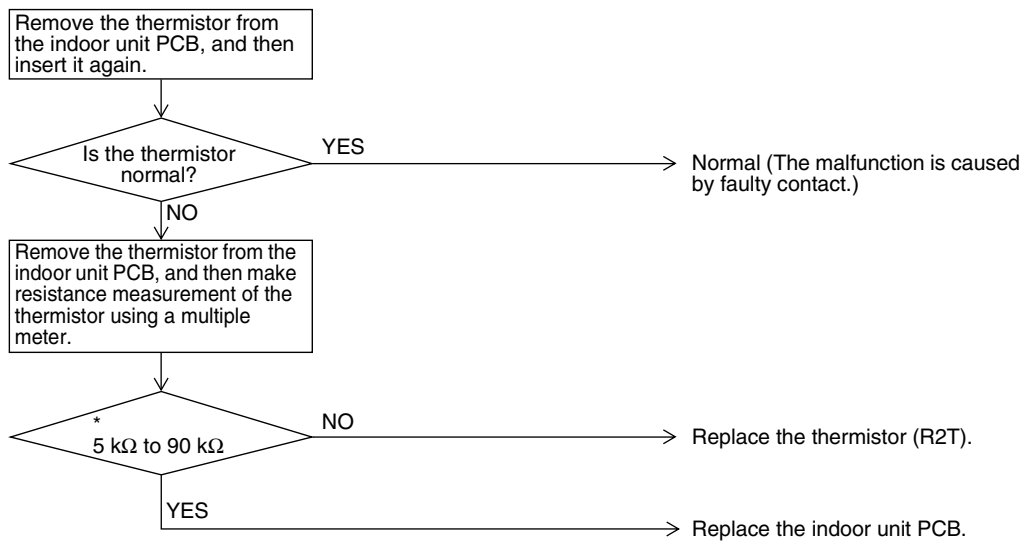 Remove the thermistor from
the indoor unit PCB, and then
insert it again.
Is the thermistor
normal?
YES
Normal (The malfunction is caused
by faulty contact.)
NO
Remove the thermistor from the
indoor unit PCB, and then make
resistance measurement of the
thermistor using a multiple
meter.
*
5 kΩ to 90 kΩ
NO
Replace the thermistor (R2T).
YES
Replace the indoor unit PCB.